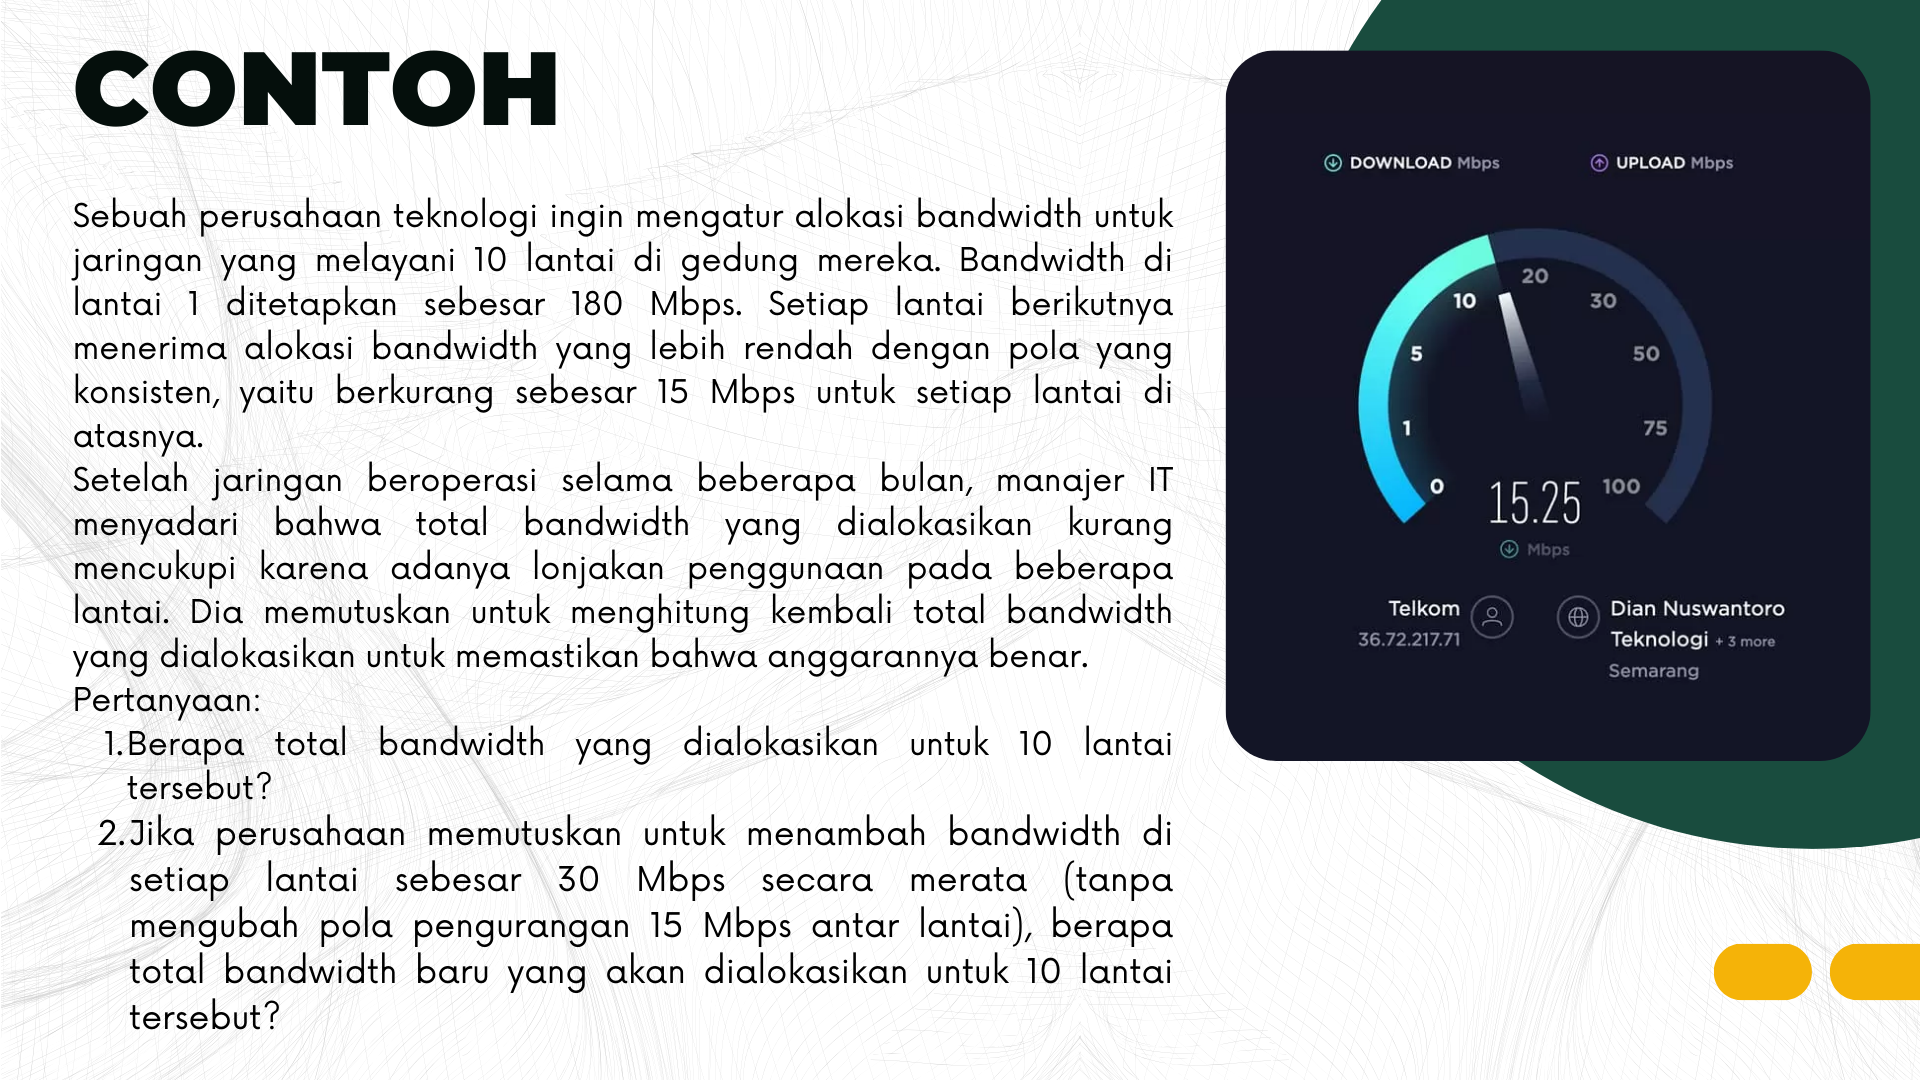 CONTOH
Sebuah perusahaan teknologi ingin mengatur alokasi bandwidth untuk
jaringan yang melayani 10 lantai di gedung mereka. Bandwidth di
lantai 1 ditetapkan sebesar 180 Mbps. Setiap lantai berikutnya
menerima alokasi bandwidth yang lebih rendah dengan pola yang
konsisten, yaitu berkurang sebesar 15 Mbps untuk setiap lantai di
atasnya.
Setelah jaringan beroperasi selama beberapa bulan, manajer IT
menyadari bahwa total bandwidth yang dialokasikan kurang
mencukupi karena adanya lonjakan penggunaan pada beberapa
lantai. Dia memutuskan untuk menghitung kembali total bandwidth
yang dialokasikan untuk memastikan bahwa anggarannya benar.
Pertanyaan:
1. Berapa total bandwidth yang dialokasikan untuk 10 lantai
tersebut?
2. Jika perusahaan memutuskan untuk menambah bandwidth di
setiap lantai sebesar 30 Mbps secara merata (tanpa
mengubah pola pengurangan 15 Mbps antar lantai), berapa
total bandwidth baru yang akan dialokasikan untuk 10 lantai
tersebut?
DOWNLOAD Mbps
UPLOAD Mbps
0
1
5
10
20
30
50
75
100
15.25
Mbps
Telkom
36.72.217.71
Dian Nuswantoro
Teknologi + 3 more
Semarang